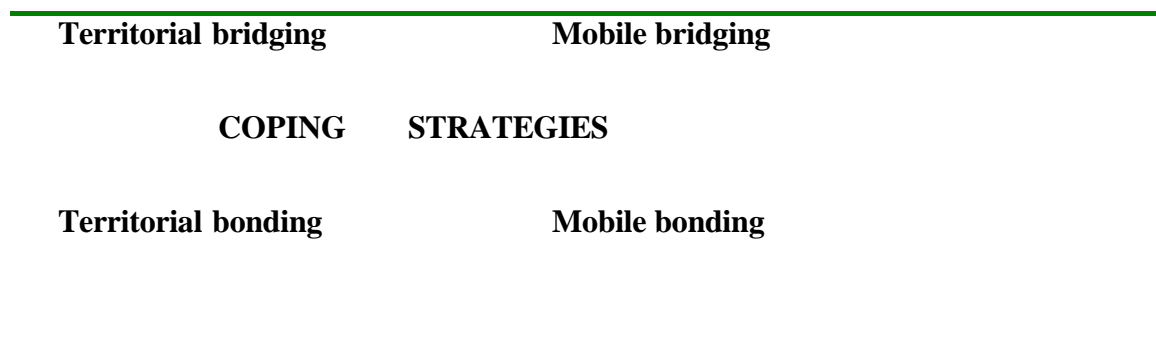 Territorial bridging Mobile bridging
COPING STRATEGIES
Territorial bonding Mobile bonding